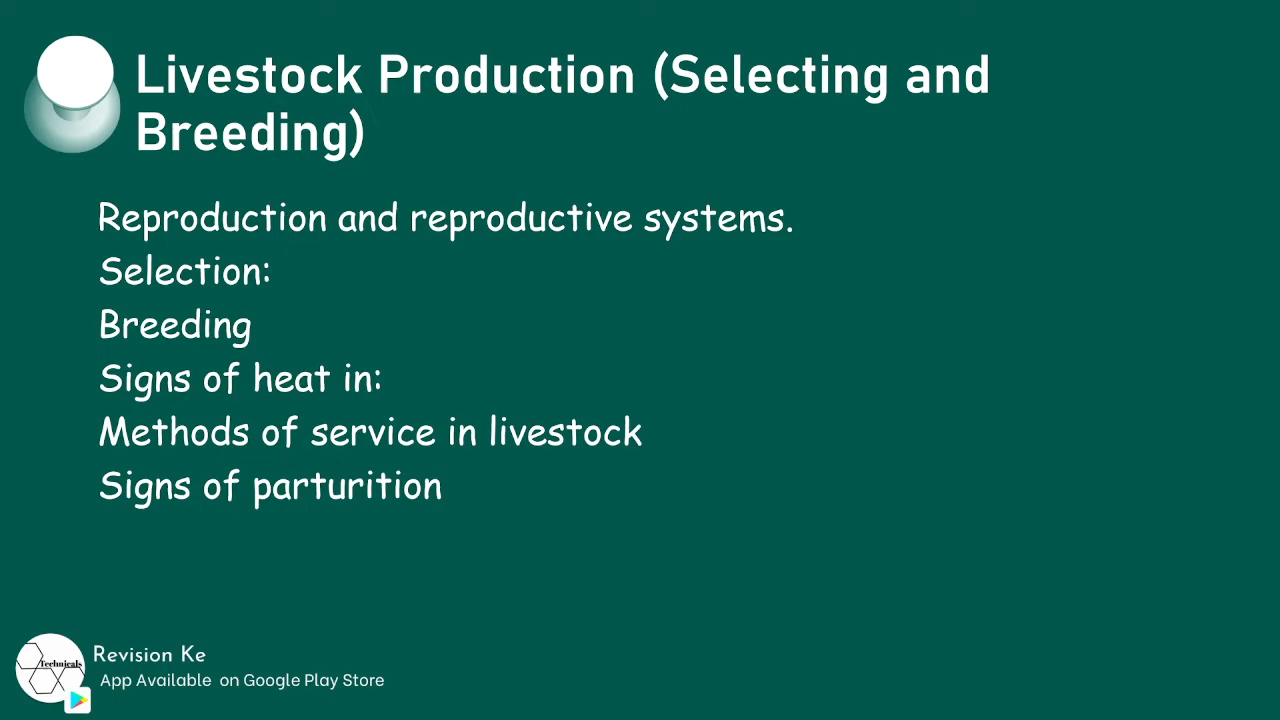 Livestock Production (Selecting and
Breeding)
Reproduction and reproductive systems.
Selection:
Breeding
Signs of heat in:
Methods of service in livestock
Signs of parturition
Technicals
Revision Ke
App Available on Google Play Store